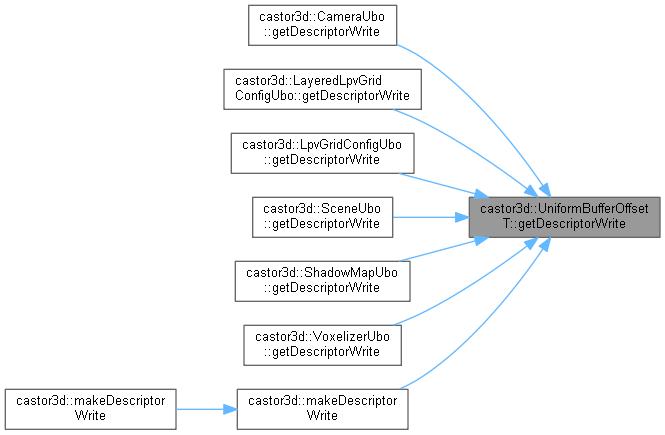 castor3d::CameraUbo
::getDescriptorWrite
castor3d::LayeredLpvGrid
ConfigUbo::getDescriptorWrite
castor3d::LpvGridConfigUbo
::getDescriptorWrite
castor3d::SceneUbo
::getDescriptorWrite
castor3d::UniformBufferOffset
T::getDescriptorWrite
castor3d::ShadowMapUbo
::getDescriptorWrite
castor3d::VoxelizerUbo
::getDescriptorWrite
castor3d::makeDescriptor
Write
castor3d::makeDescriptor
Write